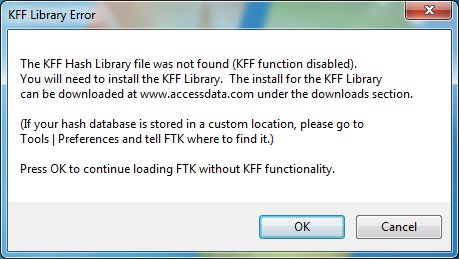 KFF Library Error
The KFF Hash Library file was not found (KFF function disabled).
You will need to install the KFF Library.  The install for the KFF Library
can be downloaded at www.accessdata.com under the downloads section.
(If your hash database is stored in a custom location, please go to
Tools | Preferences and tell FTK where to find it.)
Press OK to continue loading FTK without KFF functionality.
OK
Cancel